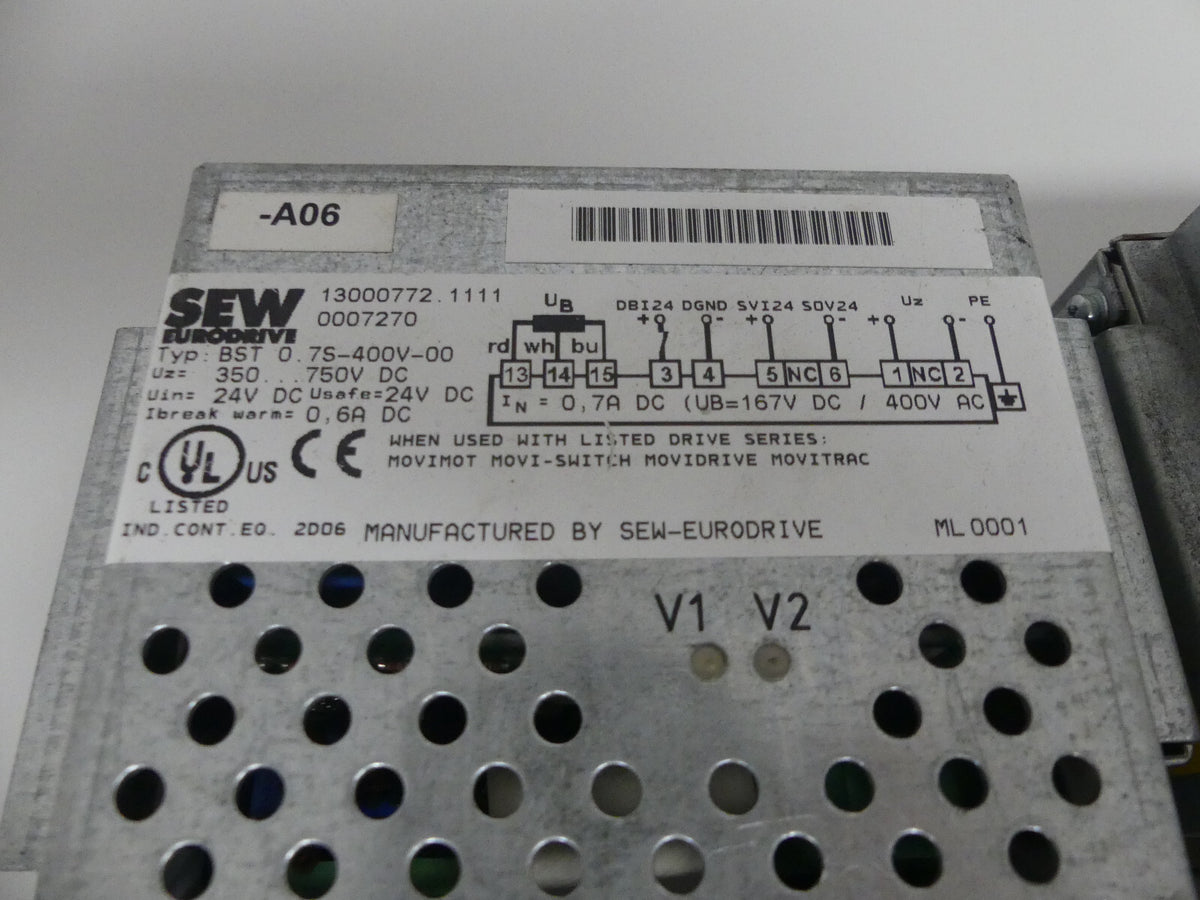 -A06
SEW
EURODRIVE
13000772.1111
0007270
Typ: BST 0.7S-400V-00
Uz= 350...750V DC
Uin= 24V DC Usafe=24V DC
Ibreak warm= 0,6A DC
UB
rd wh bu
DBI24 DGND SVI24 SOV24 Uz PE
+ - + - + -
13 14 15 3 4 5 NC 6 1 NC 2
IN = 0,7A DC (UB=167V DC / 400V AC
C UL US CE
LISTED
WHEN USED WITH LISTED DRIVE SERIES:
MOVIMOT MOVI-SWITCH MOVIDRIVE MOVITRAC
IND.CONT.EQ. 2D06 MANUFACTURED BY SEW-EURODRIVE ML0001
V1 V2